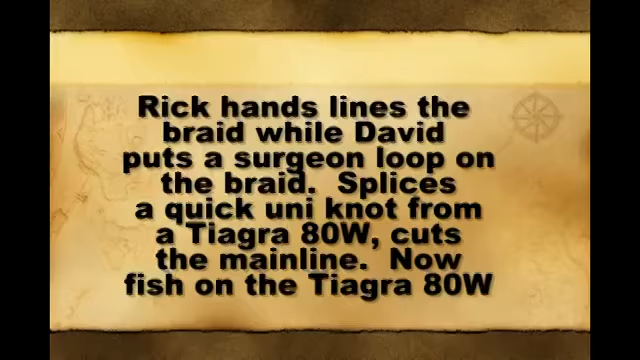 Rick hands lines the
braid while David
puts a surgeon loop on
the braid.  Splices
a quick uni knot from
a Tiagra 80W, cuts
the mainline.  Now
fish on the Tiagra 80W